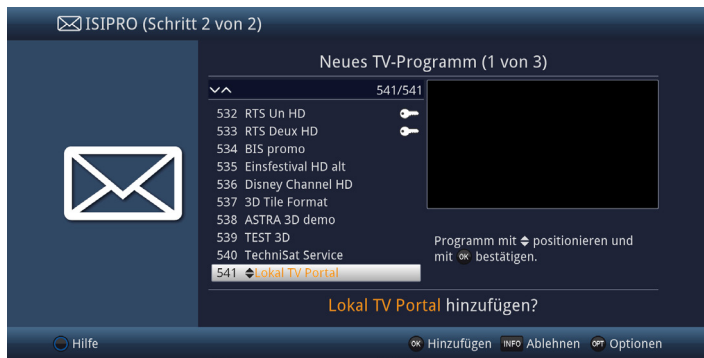 ISIPRO (Schritt 2 von 2)
Neues TV-Programm (1 von 3)
541/541
532 RTS Un HD
533 RTS Deux HD
534 BIS promo
535 Einsfestival HD alt
536 Disney Channel HD
537 3D Tile Format
538 ASTRA 3D demo
539 TEST 3D
540 TechniSat Service
541 Lokal TV Portal
Programm mit positionieren und
mit OK bestätigen.
Lokal TV Portal hinzufügen?
Hilfe
OK Hinzufügen INFO Ablehnen OPT Optionen